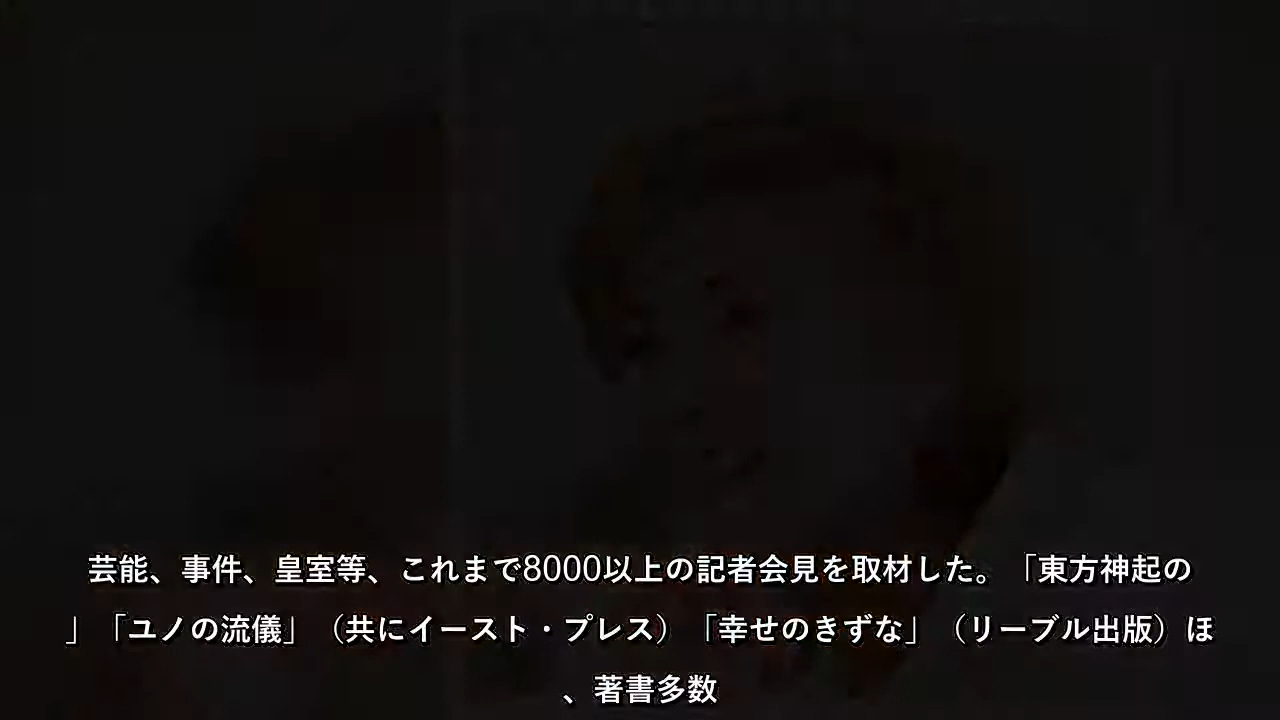 芸能、事件、皇室等、これまで8000以上の記者会見を取材した。「東方神起の
」「ユノの流儀」（共にイースト・プレス）「幸せのきずな」（リーブル出版）ほ
、著書多数